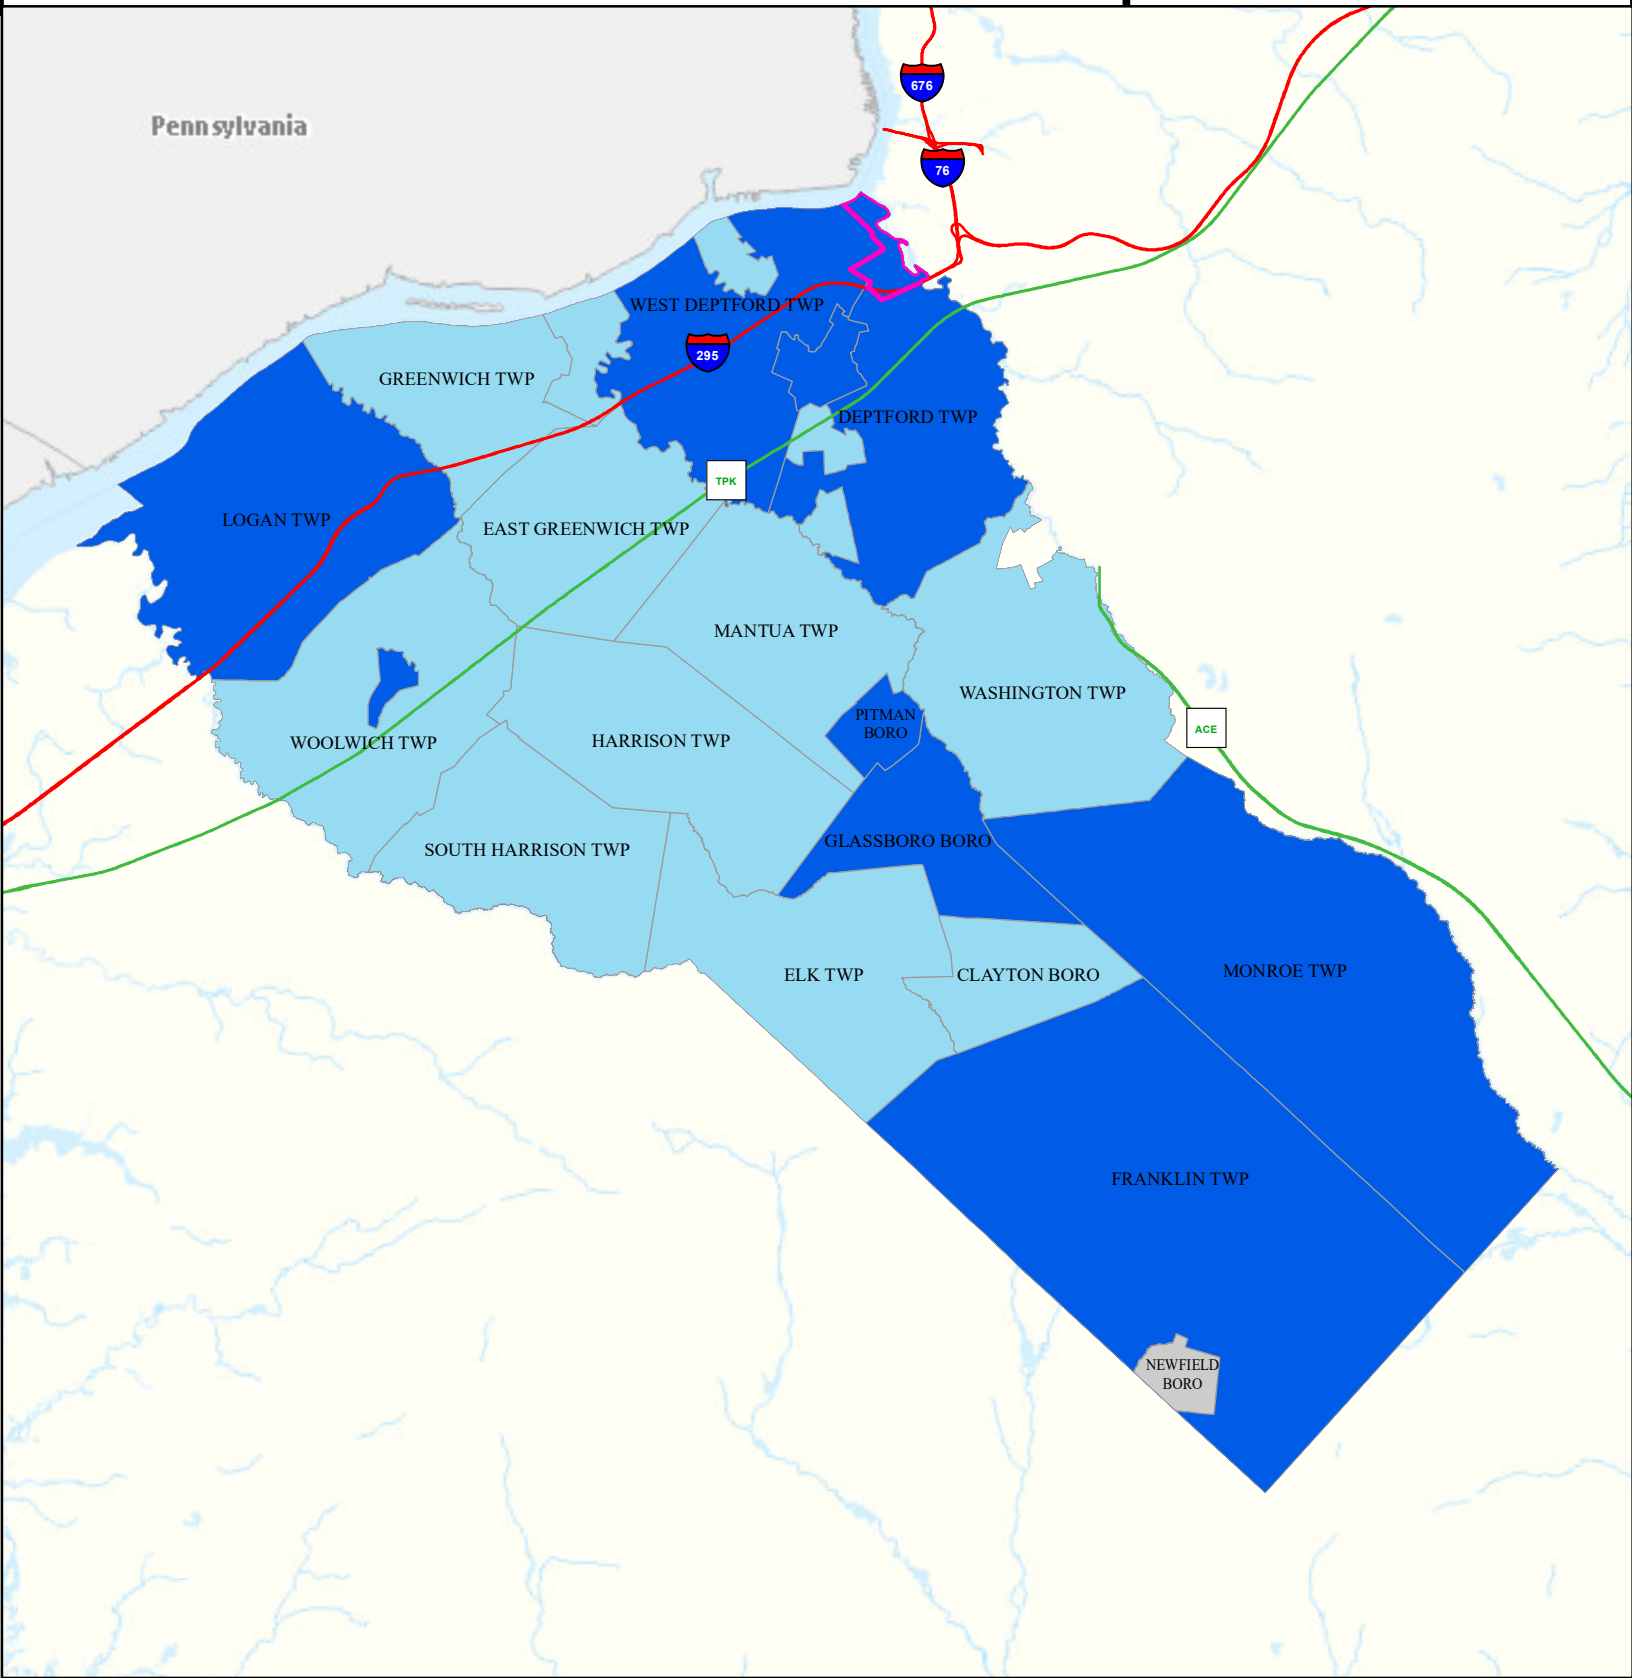 676
Pennsylvania
76
WEST DEPTFORD TWP
295
GREENWICH TWP
DEPTFORD TWP
TPK
LOGAN TWP
EAST GREENWICH TWP
MANTUA TWP
WASHINGTON TWP
PITMAN
BORO
ACE
WOOLWICH TWP
HARRISON TWP
GLASSBORO BORO
SOUTH HARRISON TWP
ELK TWP
CLAYTON BORO
MONROE TWP
FRANKLIN TWP
NEWFIELD
BORO